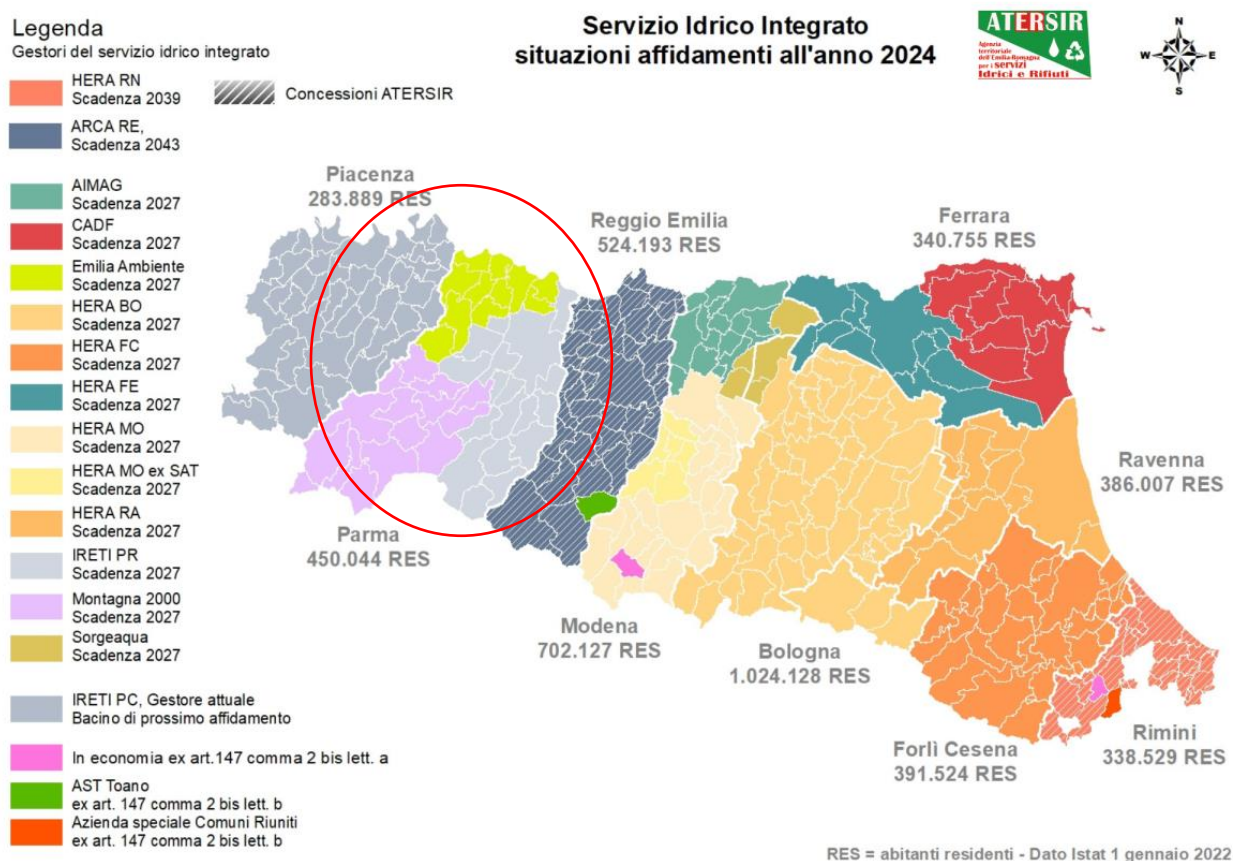 Legenda
Gestori del servizio idrico integrato
HERA RN
Scadenza 2039
Concessioni ATERSIR
ARCA RE,
Scadenza 2043
AIMAG
Scadenza 2027
CADF
Scadenza 2027
Emilia Ambiente
Scadenza 2027
HERA BO
Scadenza 2027
HERA FC
Scadenza 2027
HERA FE
Scadenza 2027
HERA MO
Scadenza 2027
HERA MO ex SAT
Scadenza 2027
HERA RA
Scadenza 2027
IRETI PR
Scadenza 2027
Montagna 2000
Scadenza 2027
Sorgeaqua
Scadenza 2027
IRETI PC, Gestore attuale
Bacino di prossimo affidamento
In economia ex art.147 comma 2 bis lett. a
AST Toano
ex art. 147 comma 2 bis lett. b
Azienda speciale Comuni Riuniti
ex art. 147 comma 2 bis lett. b
Servizio Idrico Integrato
situazioni affidamenti all'anno 2024
ATERSIR
Agenzia
territoriale
dell'Emilia-Romagna
per i servizi
Idrici e Rifiuti
N
W
E
S
Piacenza
283.889 RES
Reggio Emilia
524.193 RES
Ferrara
340.755 RES
Ravenna
386.007 RES
Parma
450.044 RES
Modena
702.127 RES
Bologna
1.024.128 RES
Forlì Cesena
391.524 RES
Rimini
338.529 RES
RES = abitanti residenti - Dato Istat 1 gennaio 2022